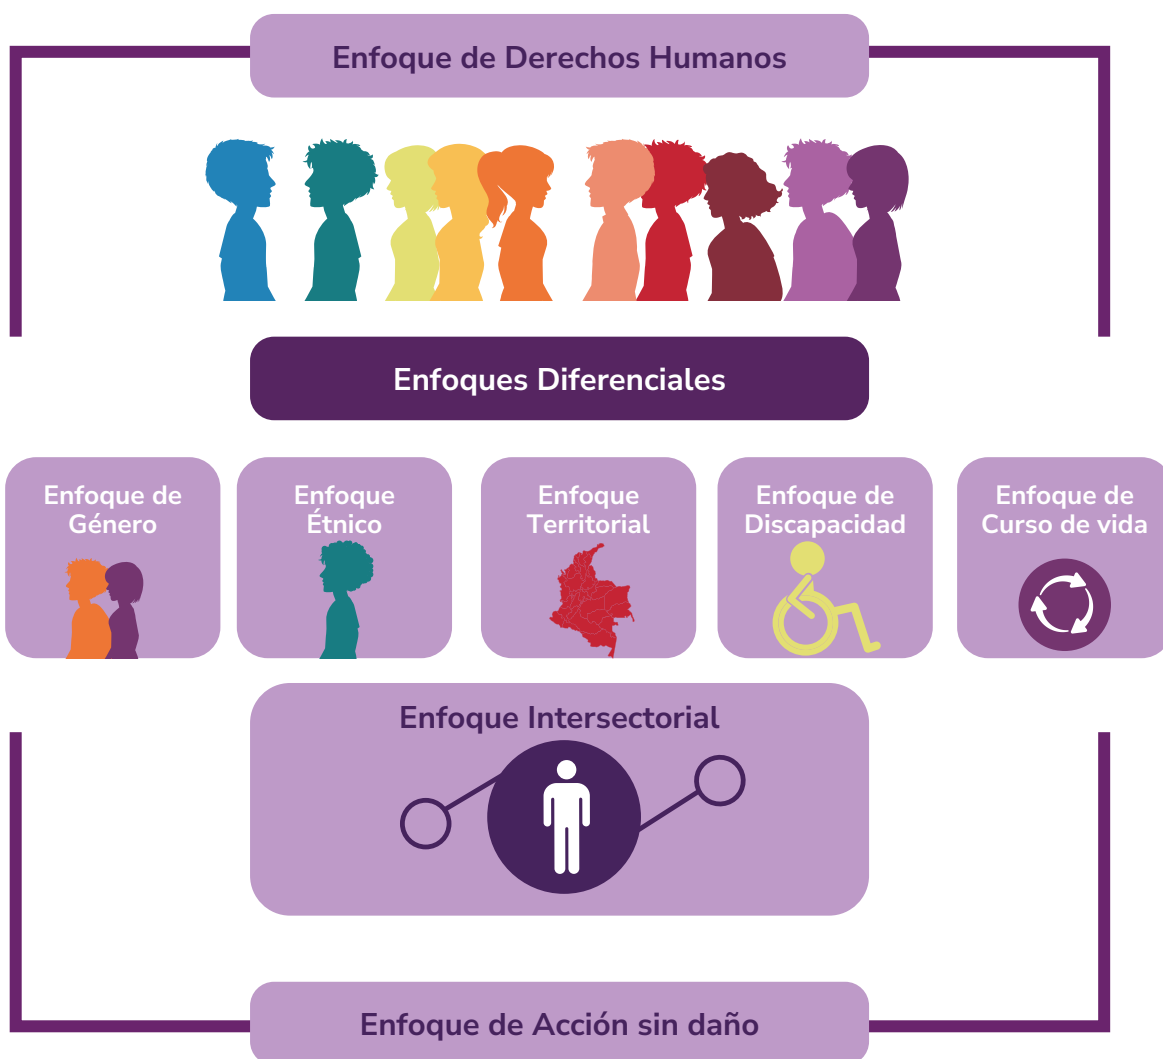 Enfoque de Derechos Humanos
Enfoques Diferenciales
Enfoque de
Género
Enfoque
Étnico
Enfoque
Territorial
Enfoque de
Discapacidad
Enfoque de
Curso de vida
Enfoque Intersectorial
Enfoque de Acción sin daño